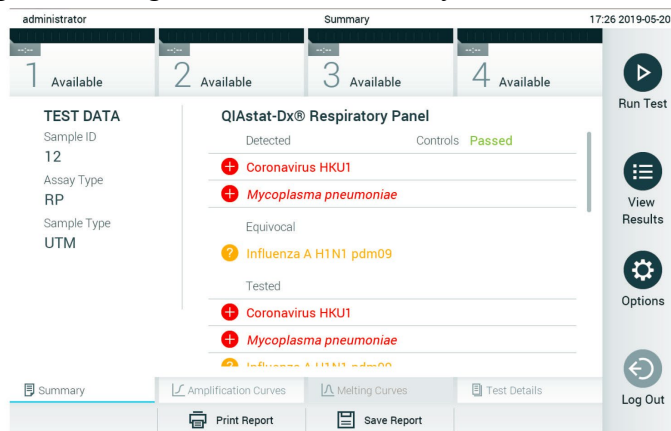 administrator Summary 17:26 2019-05-20
--:-- --:-- --:-- --:--
1 Available 2 Available 3 Available 4 Available
Run Test
TEST DATA
Sample ID
12
Assay Type
RP
Sample Type
UTM
QIAstat-Dx® Respiratory Panel
Detected Controls Passed
Coronavirus HKU1
Mycoplasma pneumoniae
Equivocal
? Influenza A H1N1 pdm09
Tested
Coronavirus HKU1
Mycoplasma pneumoniae
? Influenza A H1N1 pdm09
View
Results
Options
Log Out
Summary Amplification Curves Melting Curves Test Details
Print Report Save Report